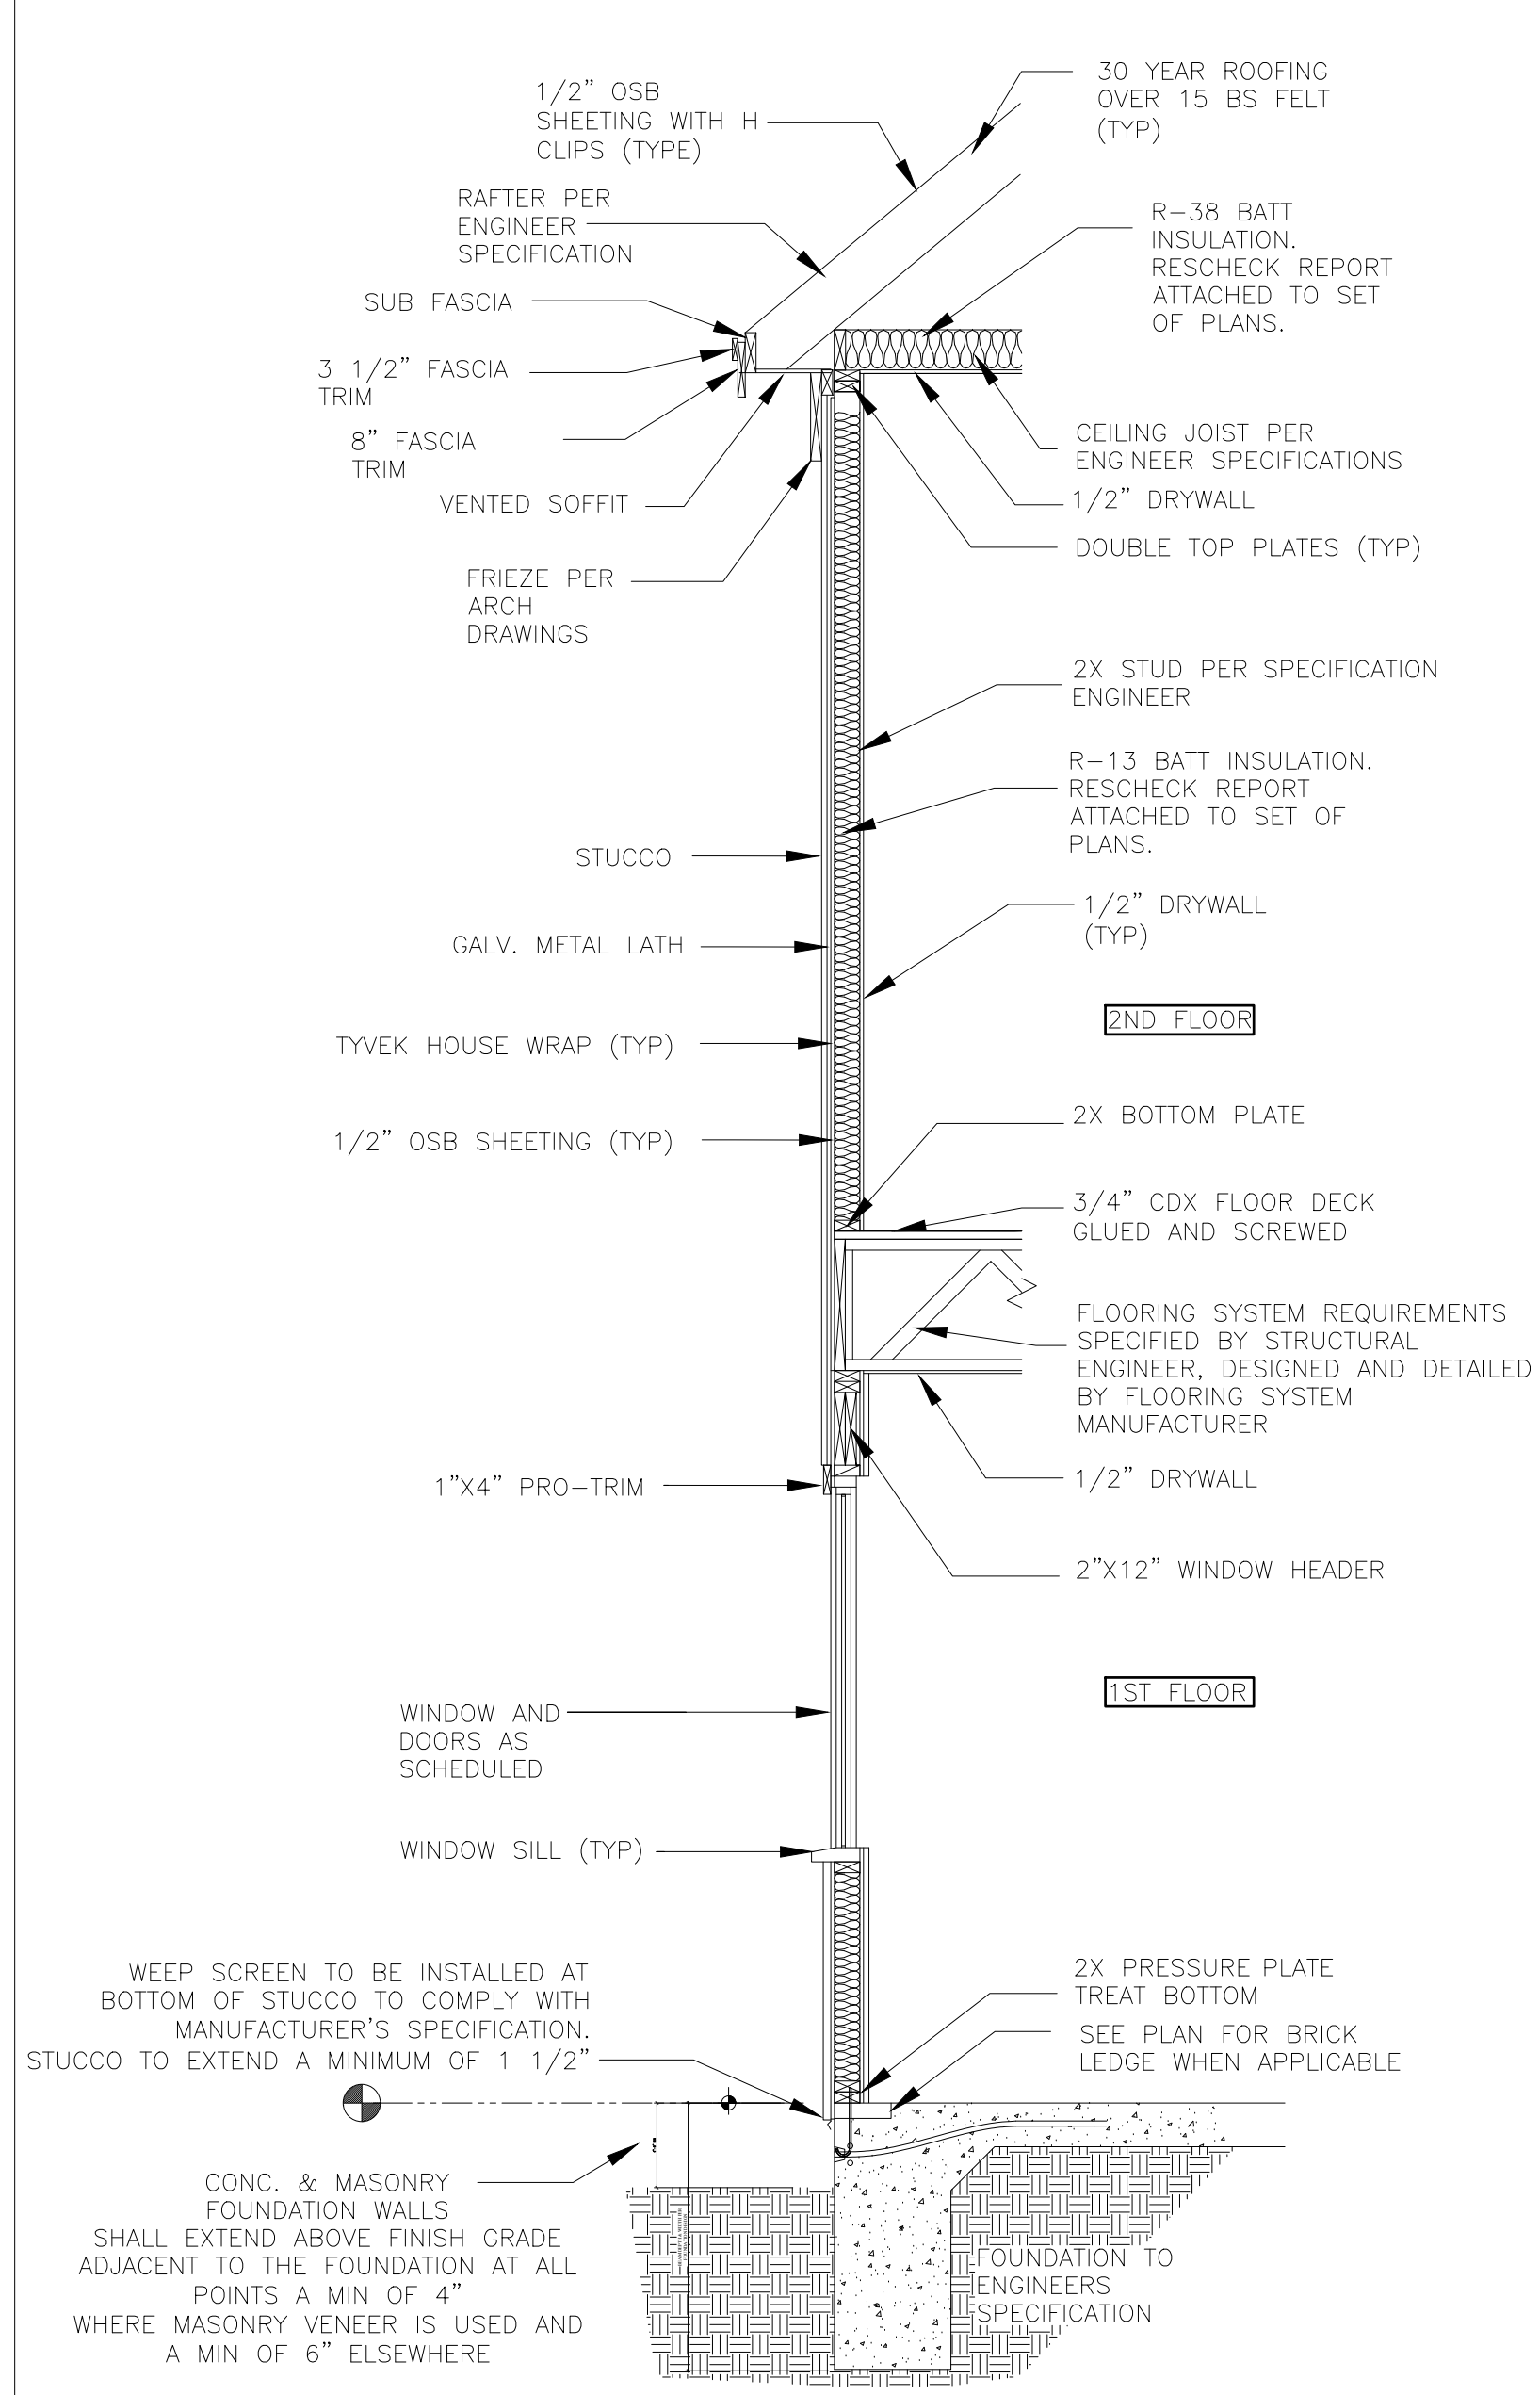 1/2” OSB
SHEETING WITH H
CLIPS (TYPE)
30 YEAR ROOFING
OVER 15 BS FELT
(TYP)
RAFTER PER
ENGINEER
SPECIFICATION
R-38 BATT
INSULATION.
RESCHECK REPORT
ATTACHED TO SET
OF PLANS.
SUB FASCIA
3 1/2” FASCIA
TRIM
8” FASCIA
TRIM
CEILING JOIST PER
ENGINEER SPECIFICATIONS
VENTED SOFFIT
1/2” DRYWALL
DOUBLE TOP PLATES (TYP)
FRIEZE PER
ARCH
DRAWINGS
2X STUD PER SPECIFICATION
ENGINEER
R-13 BATT INSULATION.
RESCHECK REPORT
ATTACHED TO SET OF
PLANS.
STUCCO
1/2” DRYWALL
(TYP)
GALV. METAL LATH
2ND FLOOR
TYVEK HOUSE WRAP (TYP)
2X BOTTOM PLATE
1/2” OSB SHEETING (TYP)
3/4” CDX FLOOR DECK
GLUED AND SCREWED
FLOORING SYSTEM REQUIREMENTS
SPECIFIED BY STRUCTURAL
ENGINEER, DESIGNED AND DETAILED
BY FLOORING SYSTEM
MANUFACTURER
1/2” DRYWALL
1”X4” PRO-TRIM
2”X12” WINDOW HEADER
1ST FLOOR
WINDOW AND
DOORS AS
SCHEDULED
WINDOW SILL (TYP)
WEEP SCREEN TO BE INSTALLED AT
BOTTOM OF STUCCO TO COMPLY WITH
MANUFACTURER’S SPECIFICATION.
STUCCO TO EXTEND A MINIMUM OF 1 1/2”
2X PRESSURE PLATE
TREAT BOTTOM
SEE PLAN FOR BRICK
LEDGE WHEN APPLICABLE
CONC. & MASONRY
FOUNDATION WALLS
SHALL EXTEND ABOVE FINISH GRADE
ADJACENT TO THE FOUNDATION AT ALL
POINTS A MIN OF 4”
WHERE MASONRY VENEER IS USED AND
A MIN OF 6” ELSEWHERE
FOUNDATION TO
ENGINEERS
SPECIFICATION